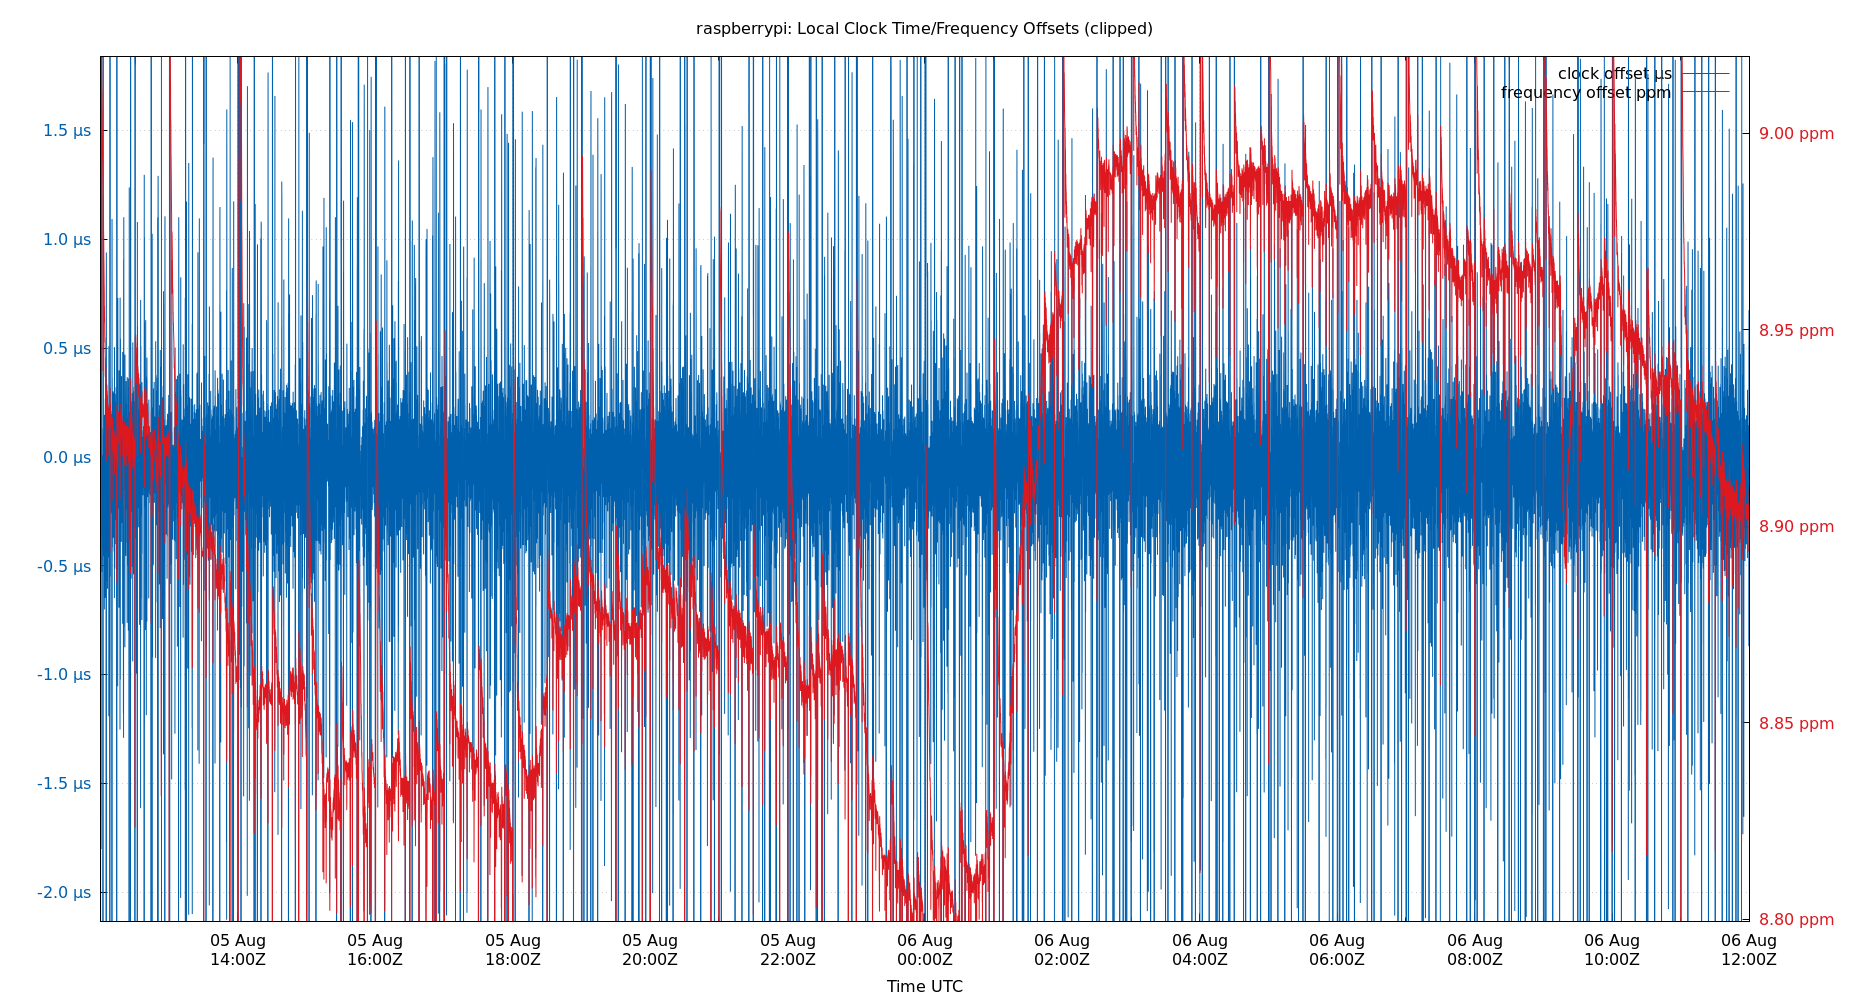 raspberrypi: Local Clock Time/Frequency Offsets (clipped)
clock offset µs
frequency offset ppm
1.5 µs
1.0 µs
0.5 µs
0.0 µs
-0.5 µs
-1.0 µs
-1.5 µs
-2.0 µs
9.00 ppm
8.95 ppm
8.90 ppm
8.85 ppm
8.80 ppm
05 Aug
14:00Z
05 Aug
16:00Z
05 Aug
18:00Z
05 Aug
20:00Z
05 Aug
22:00Z
06 Aug
00:00Z
06 Aug
02:00Z
06 Aug
04:00Z
06 Aug
06:00Z
06 Aug
08:00Z
06 Aug
10:00Z
06 Aug
12:00Z
Time UTC